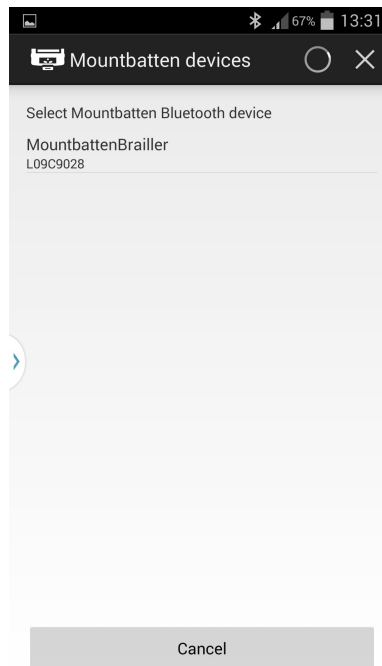 67% 13:31
Mountbatten devices
Select Mountbatten Bluetooth device
MountbattenBrailler
L09C9028
Cancel